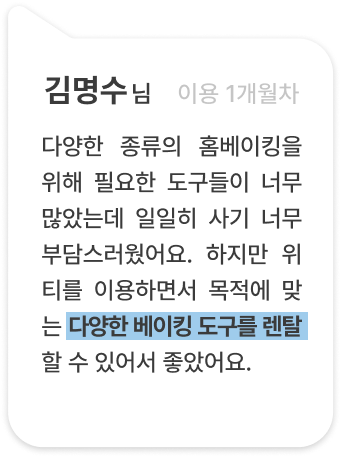 김명수님 이용 1개월차
다양한 종류의 홈베이킹을
위해 필요한 도구들이 너무
많았는데 일일히 사기 너무
부담스러웠어요. 하지만 위
티를 이용하면서 목적에 맞
는 다양한 베이킹 도구를 렌탈
할 수 있어서 좋았어요.